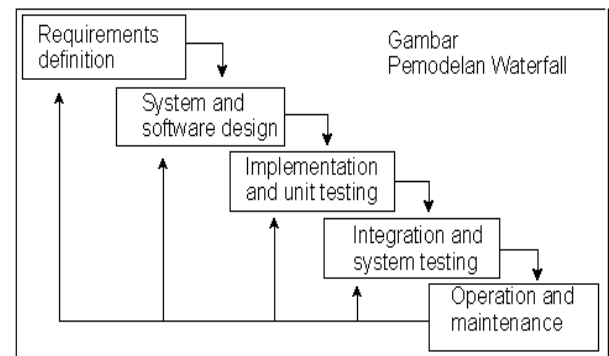 Requirements
definition
Gambar
Pemodelan Waterfall
System and
software design
Implementation
and unit testing
Integration and
system testing
Operation and
maintenance